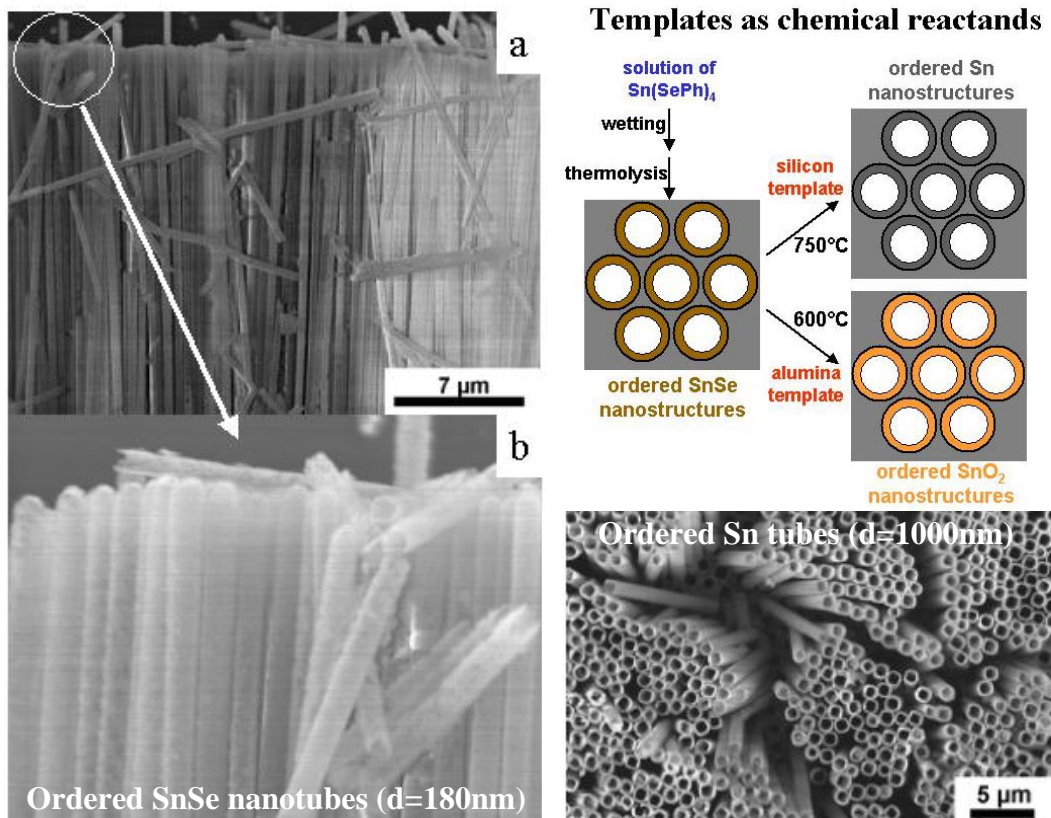 a
7 µm
b
Ordered SnSe nanotubes (d=180nm)
Templates as chemical reactands
solution of
Sn(SePh)₄
wetting
thermolysis
ordered SnSe
nanostructures
silicon
template
750°C
600°C
alumina
template
ordered Sn
nanostructures
ordered SnO₂
nanostructures
Ordered Sn tubes (d=1000nm)
5 µm